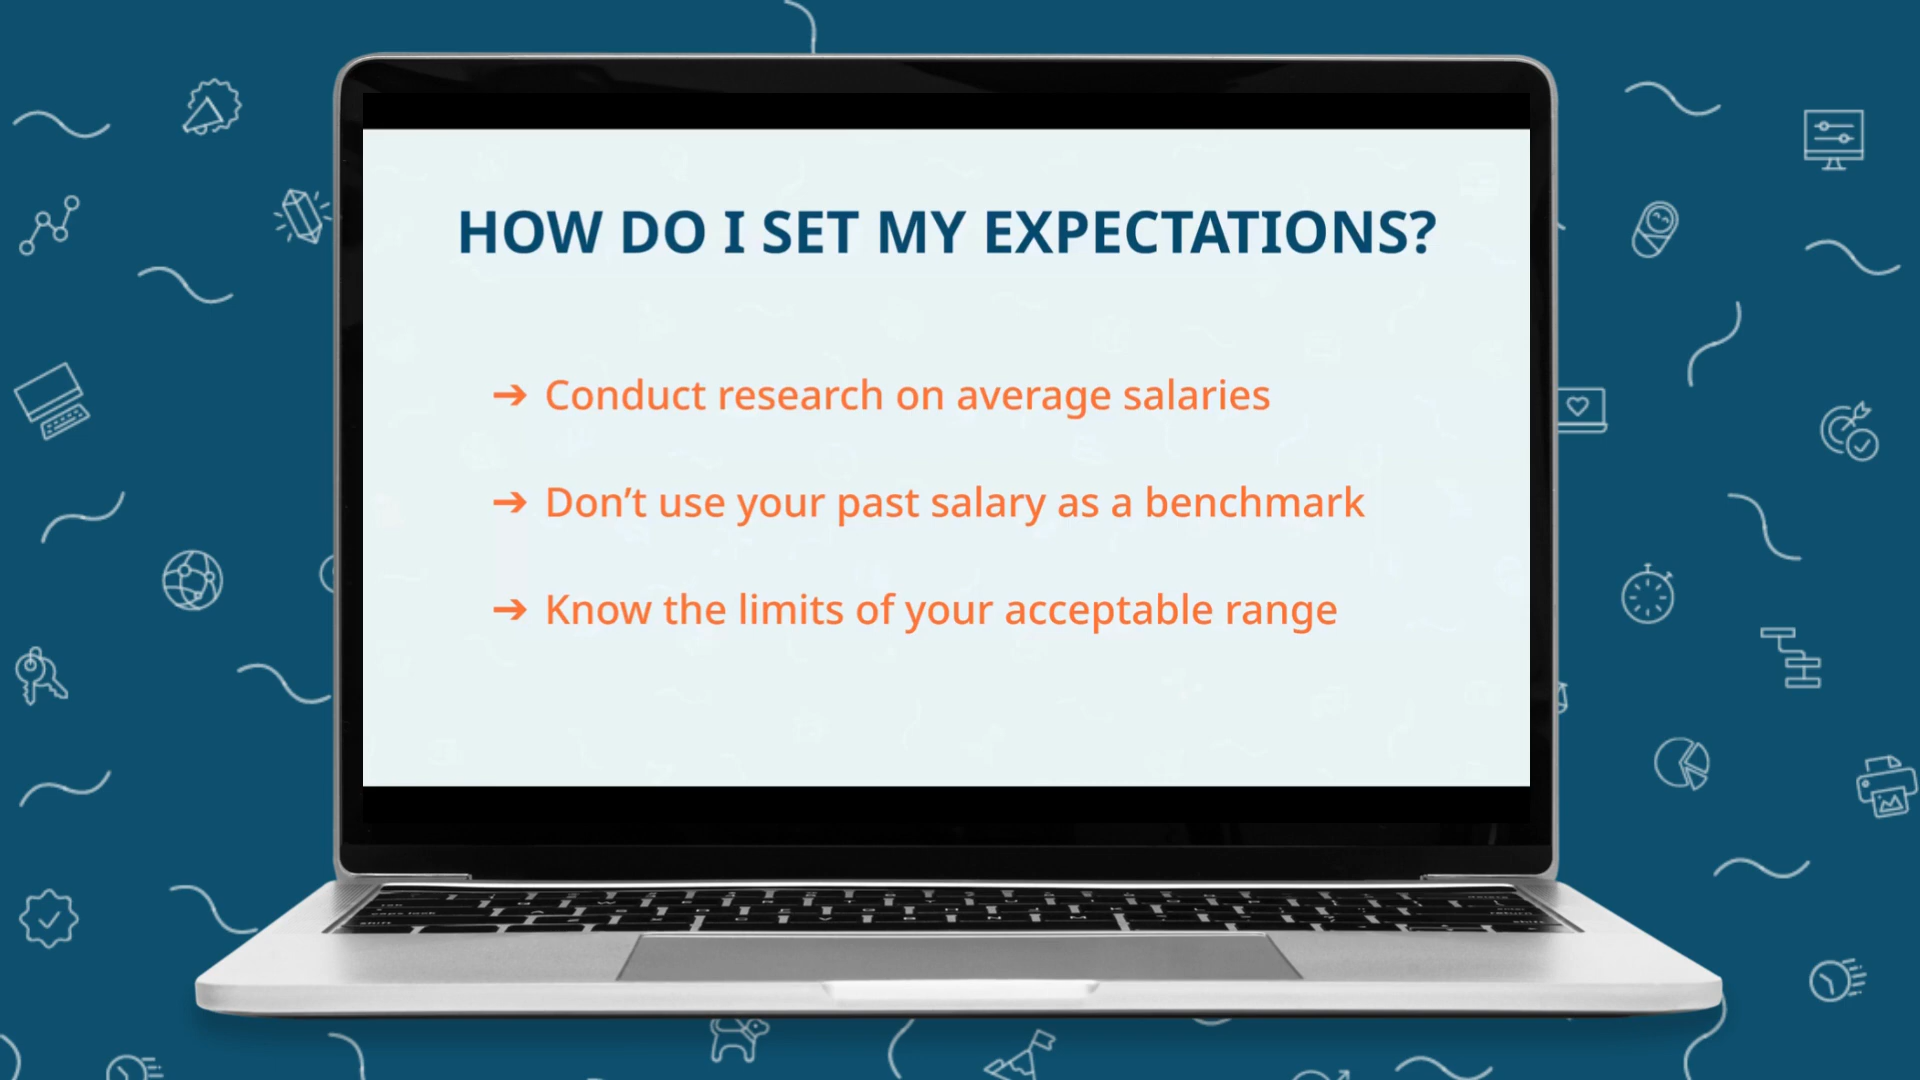 HOW DO I SET MY EXPECTATIONS?
➔ Conduct research on average salaries
➔ Don’t use your past salary as a benchmark
➔ Know the limits of your acceptable range